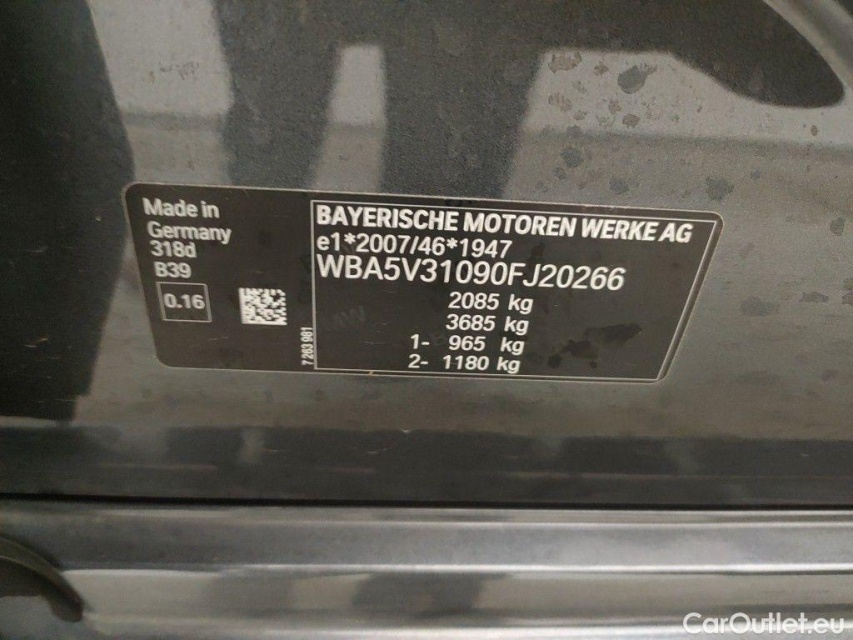 Made in
Germany
318d
B39
0.16
7 263 981
BAYERISCHE MOTOREN WERKE AG
e1*2007/46*1947
WBA5V31090FJ20266
2085 kg
3685 kg
1- 965 kg
2- 1180 kg
CarOutlet.eu